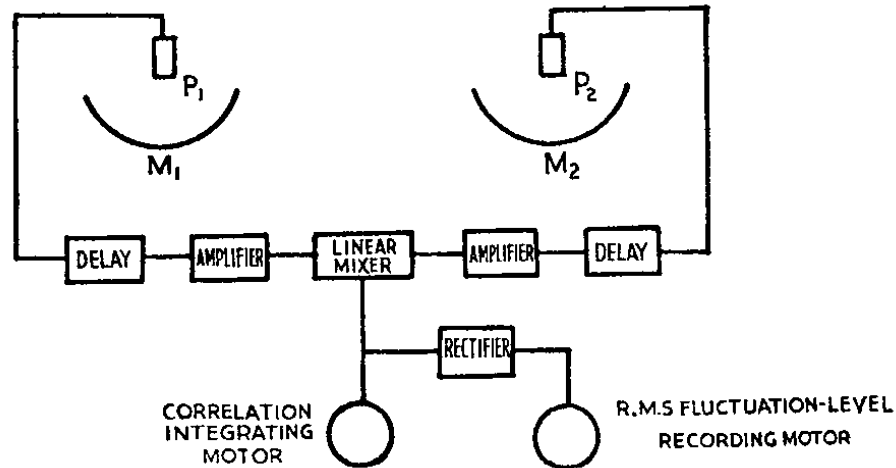 P1
P2
M1
M2
DELAY
AMPLIFIER
LINEAR
MIXER
AMPLIFIER
DELAY
RECTIFIER
CORRELATION
INTEGRATING
MOTOR
R.M.S FLUCTUATION-LEVEL
RECORDING MOTOR